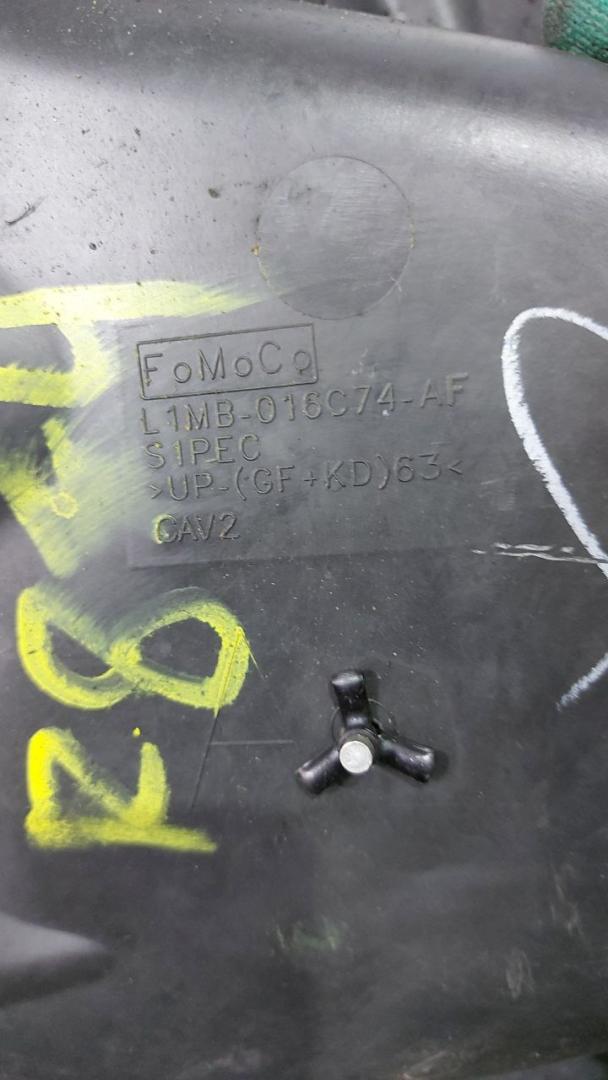 FoMoCo
L1MB-016C74-AF
S1PEC
>UP-(GF+KD)63<
CAV2